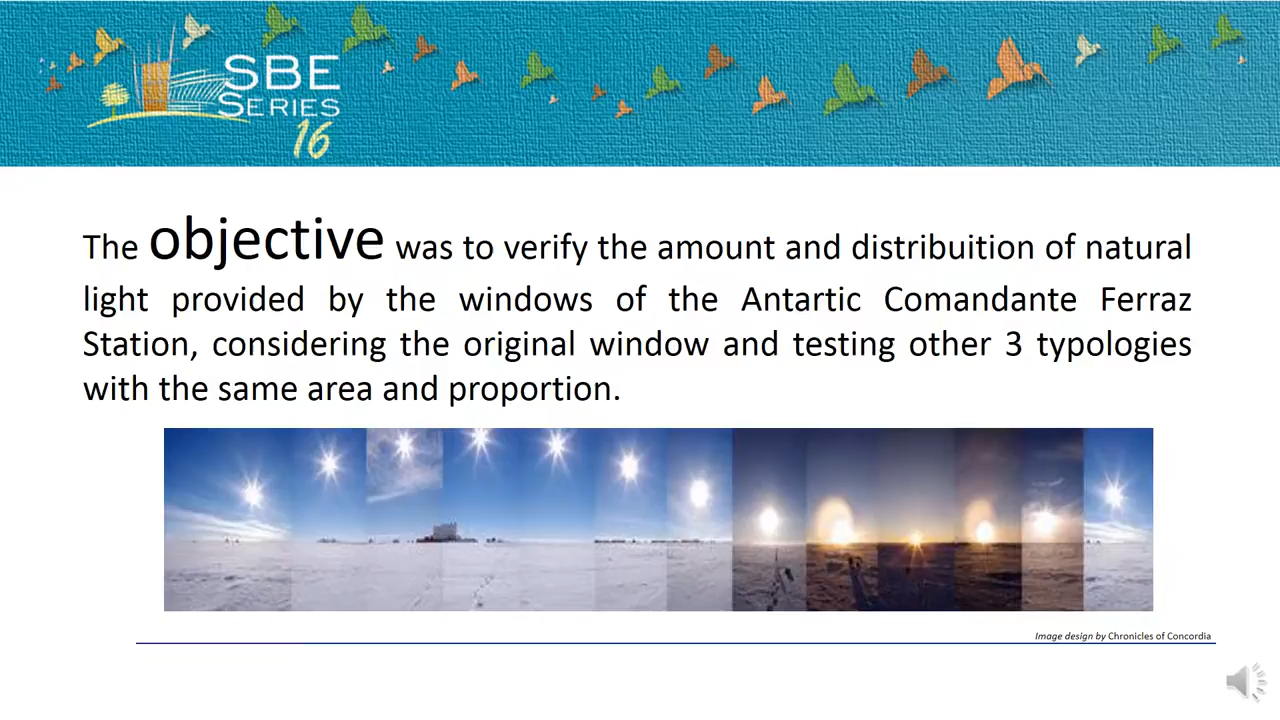 SBE
SERIES
16
The objective was to verify the amount and distribuition of natural
light provided by the windows of the Antartic Comandante Ferraz
Station, considering the original window and testing other 3 typologies
with the same area and proportion.
Image design by Chronicles of Concordia